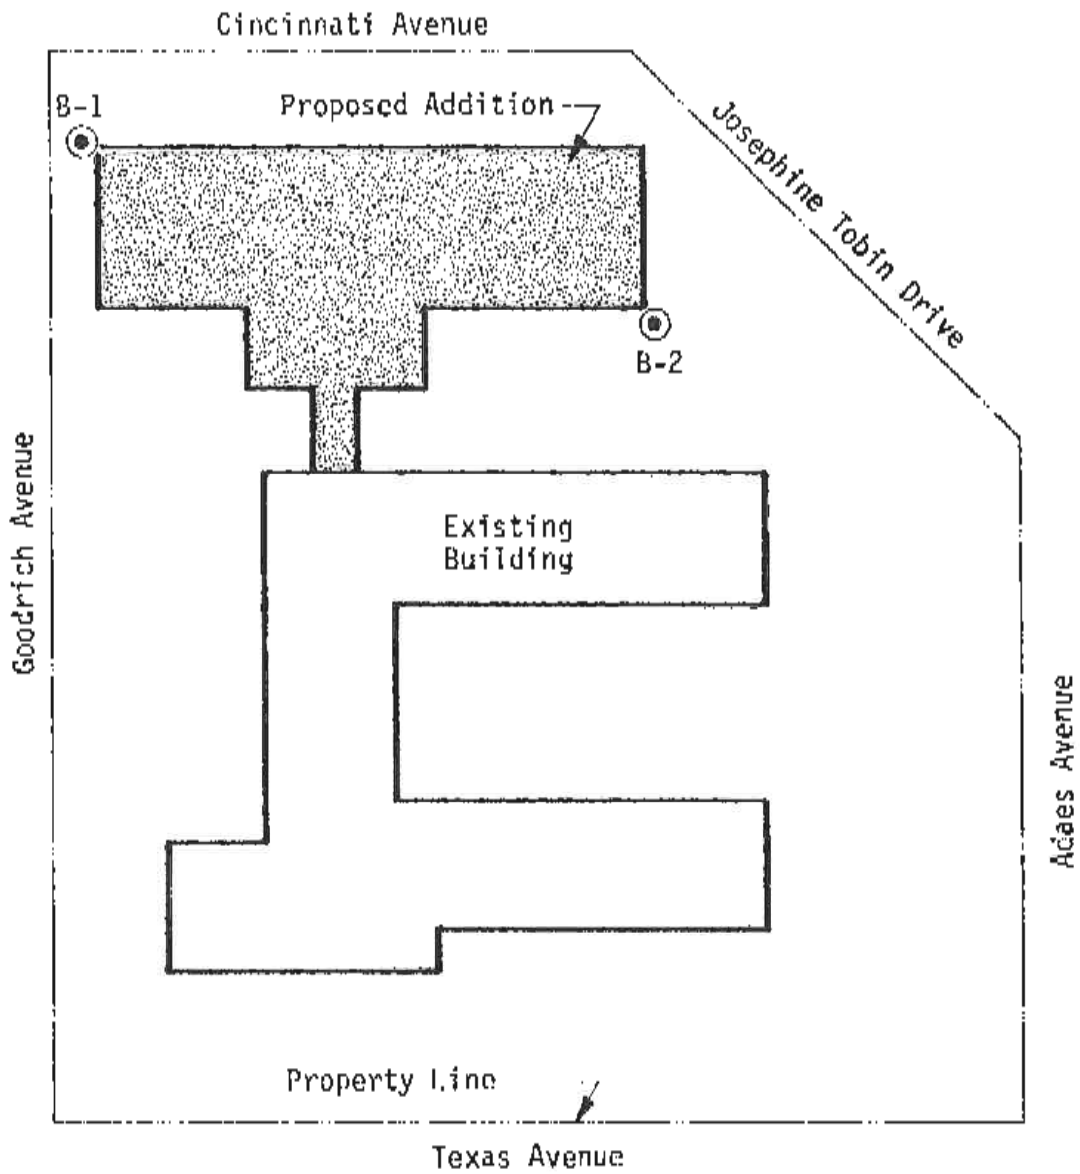 Cincinnati Avenue
B-1
Proposed Addition
Josephine Tobin Drive
B-2
Goodrich Avenue
Existing
Building
Adaes Avenue
Property Line
Texas Avenue